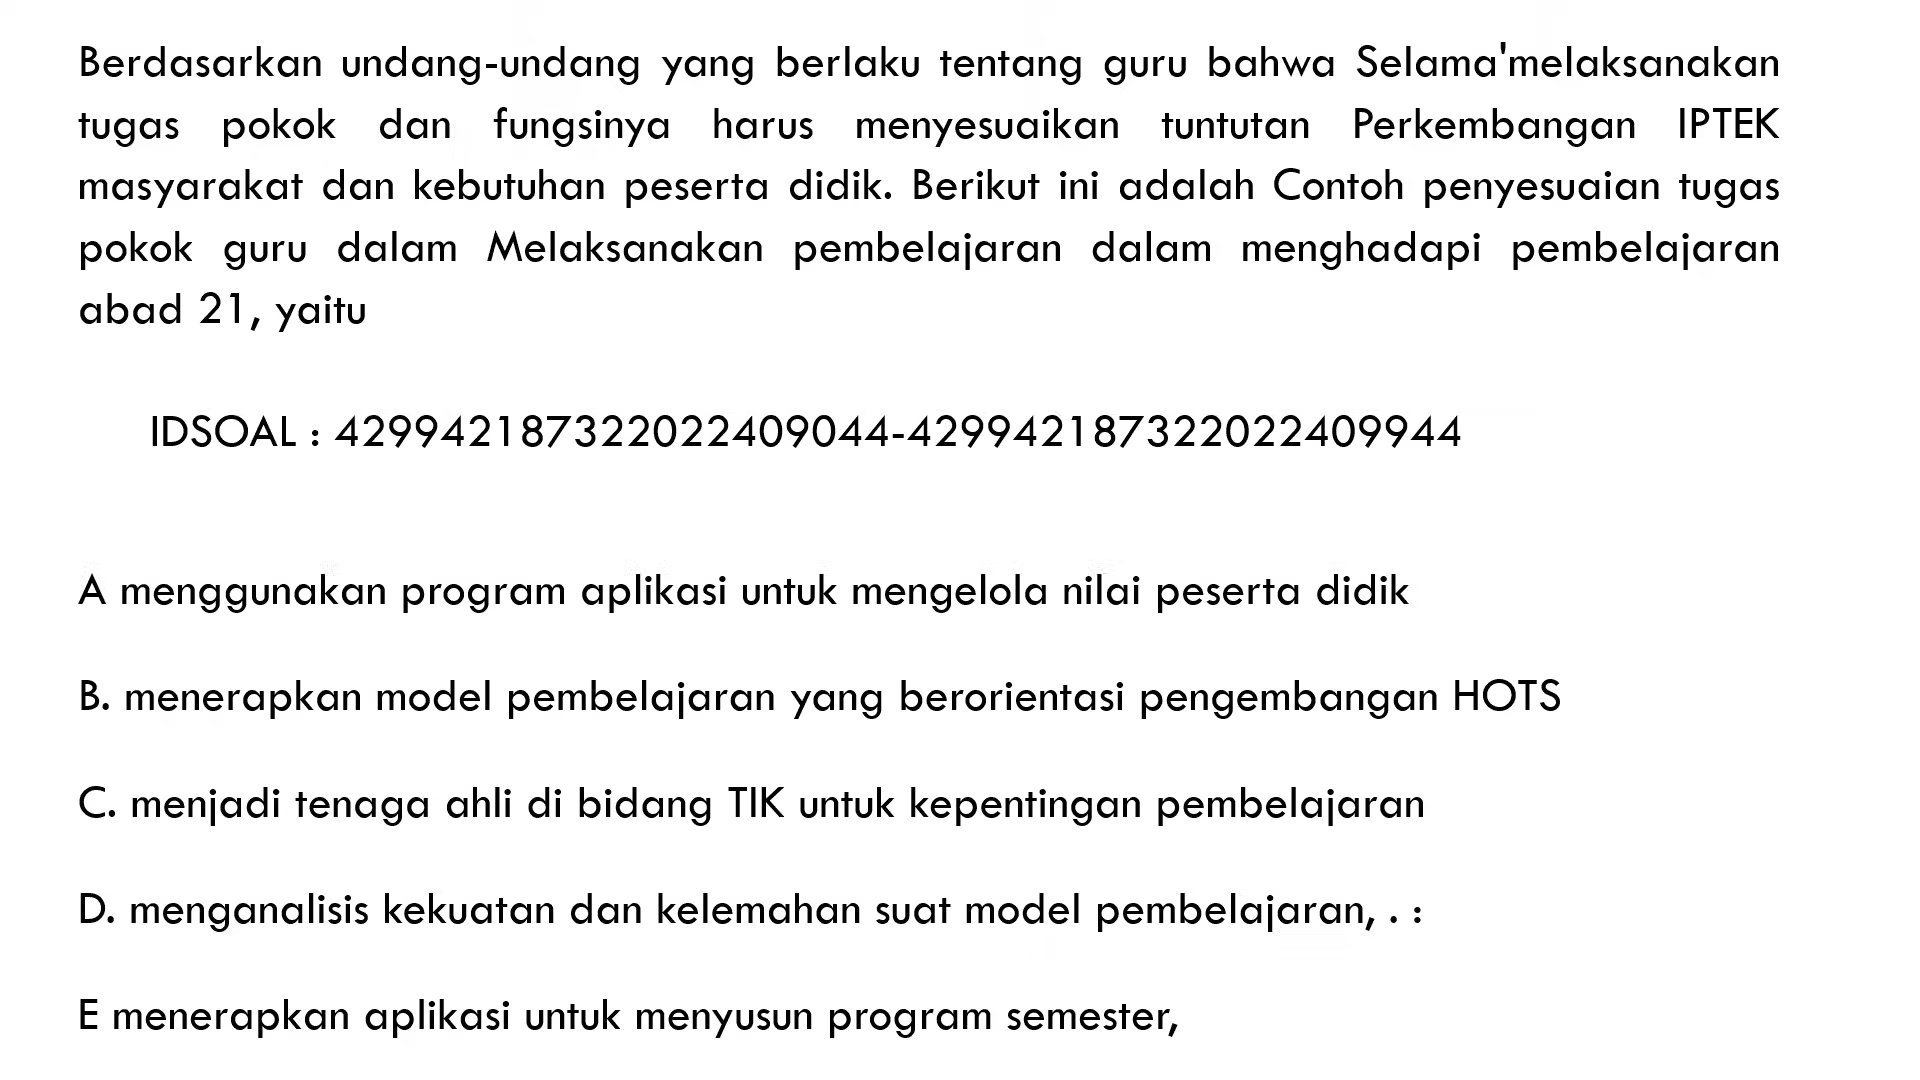 Berdasarkan undang-undang yang berlaku tentang guru bahwa Selama'melaksanakan
tugas pokok dan fungsinya harus menyesuaikan tuntutan Perkembangan IPTEK
masyarakat dan kebutuhan peserta didik. Berikut ini adalah Contoh penyesuaian tugas
pokok guru dalam Melaksanakan pembelajaran dalam menghadapi pembelajaran
abad 21, yaitu
IDSOAL : 429942187322022409044-429942187322022409944
A menggunakan program aplikasi untuk mengelola nilai peserta didik
B. menerapkan model pembelajaran yang berorientasi pengembangan HOTS
C. menjadi tenaga ahli di bidang TIK untuk kepentingan pembelajaran
D. menganalisis kekuatan dan kelemahan suat model pembelajaran, . :
E menerapkan aplikasi untuk menyusun program semester,